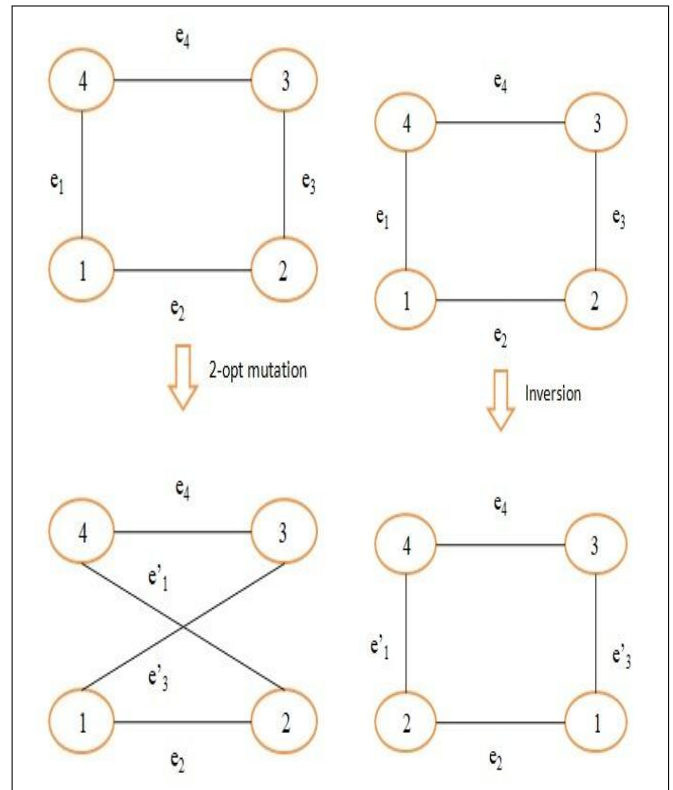 e₄
4 3
e₁ e₃
1 2
e₂
2-opt mutation
e₄
4 3
e'₁
e'₃
1 2
e₂
e₄
4 3
e₁ e₃
1 2
e₂
Inversion
e₄
4 3
e'₁ e'₃
2 1
e₂